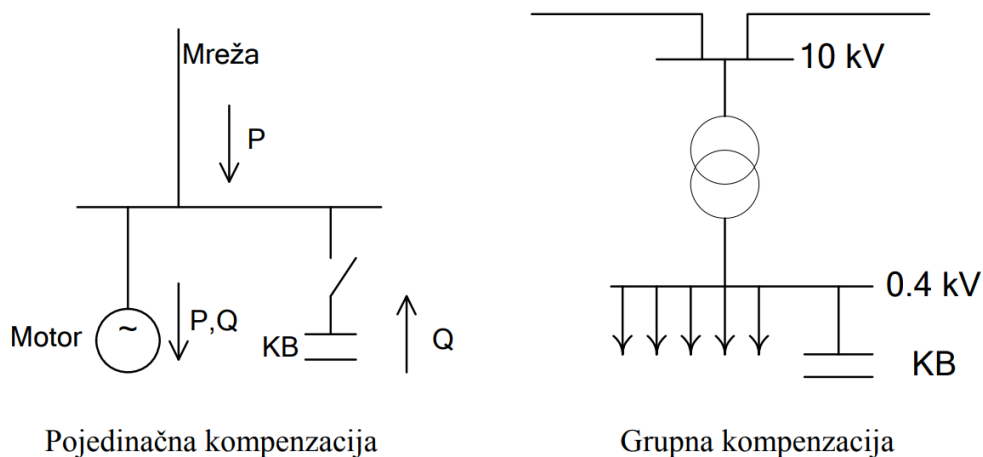 Mreža
P
Motor
~
P,Q
KB
Q
Pojedinačna kompenzacija
10 kV
0.4 kV
KB
Grupna kompenzacija